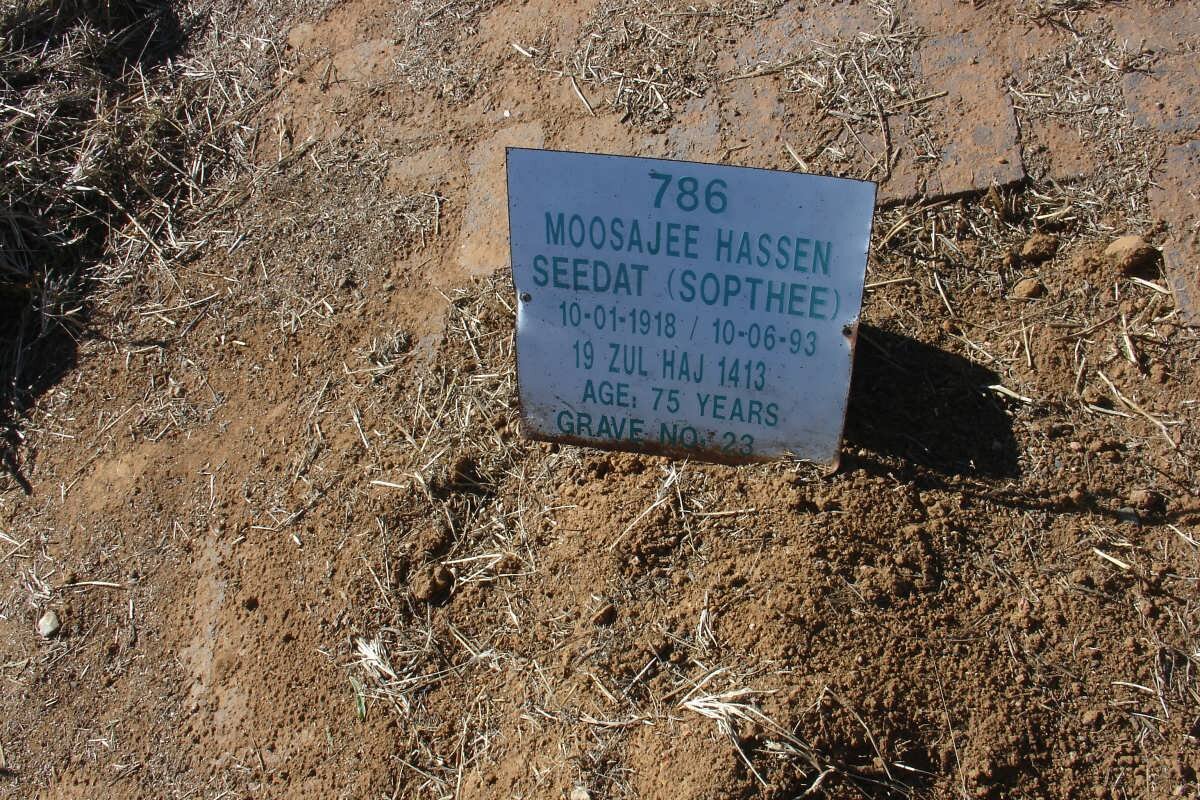 786
MOOSAJEE HASSEN
SEEDAT (SOPTHEE)
10-01-1918 / 10-06-93
19 ZUL HAJ 1413
AGE: 75 YEARS
GRAVE NO: 23